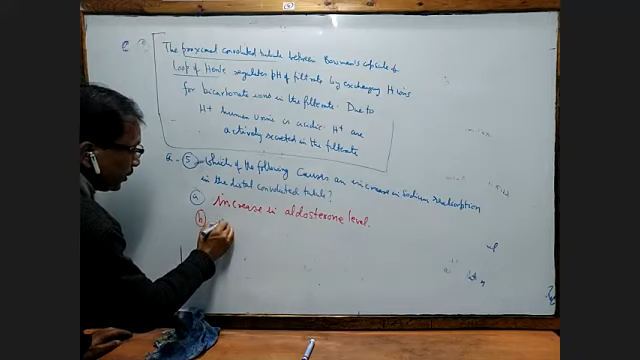 The proximal convoluted tubule between Bowman's capsule &
loop of Henle regulates pH of filtrate by exchanging H ions
for bicarbonate ions in the filterate. Due to
H+ human urine is acidic. H+ are
actively secreted in the filterate
Q - 5 Which of the following Causes an increase in Sodium reabsorption
in the distal convoluted tubule?
a Increase in aldosterone level.
b